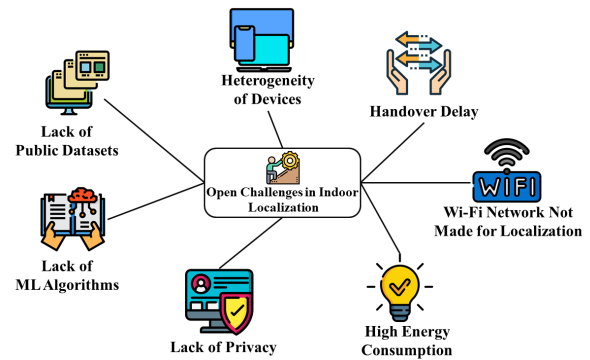 Heterogeneity
of Devices
Handover Delay
Lack of
Public Datasets
Open Challenges in Indoor
Localization
WIFI
Wi-Fi Network Not
Made for Localization
Lack of
ML Algorithms
Lack of Privacy
High Energy
Consumption